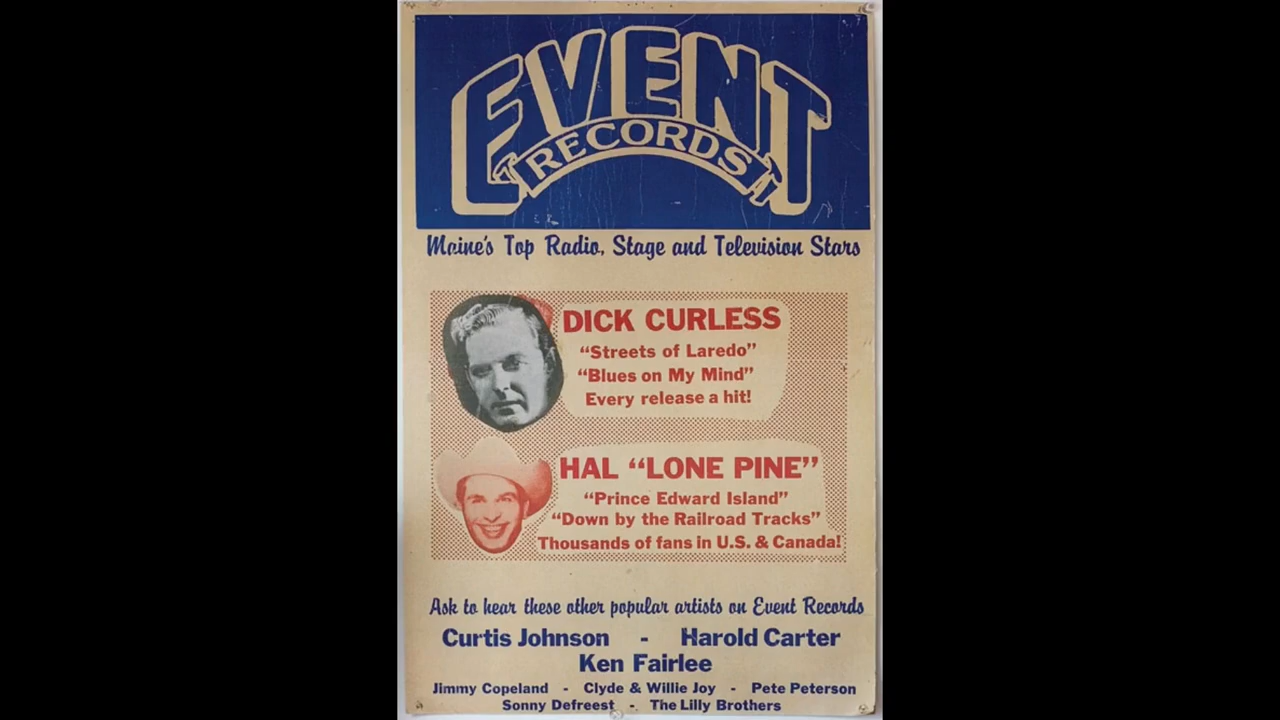 EVENT
RECORDS
Maine's Top Radio, Stage and Television Stars
DICK CURLESS
"Streets of Laredo"
"Blues on My Mind"
Every release a hit!
HAL "LONE PINE"
"Prince Edward Island"
"Down by the Railroad Tracks"
Thousands of fans in U.S. & Canada!
Ask to hear these other popular artists on Event Records
Curtis Johnson - Harold Carter
Ken Fairlee
Jimmy Copeland - Clyde & Willie Joy - Pete Peterson
Sonny Defreest - The Lilly Brothers